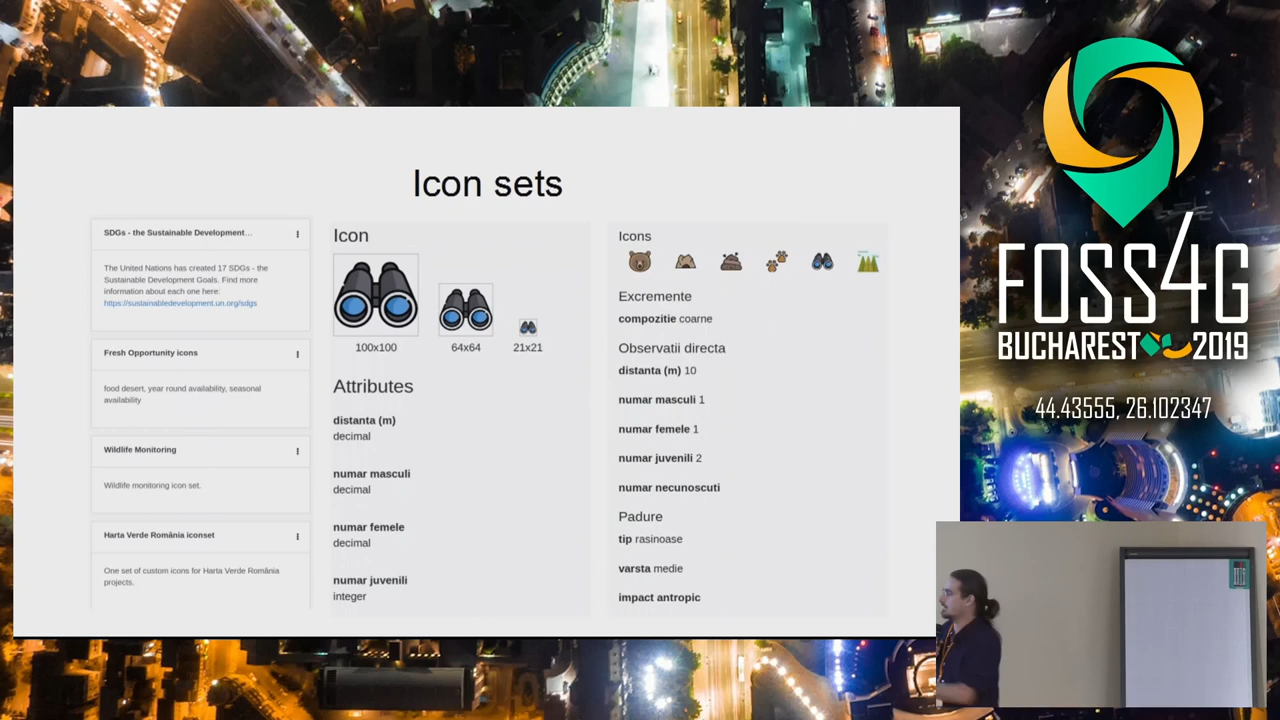 Icon sets
SDGs - the Sustainable Development…
The United Nations has created 17 SDGs - the
Sustainable Development Goals. Find more
information about each one here:
https://sustainabledevelopment.un.org/sdgs
Fresh Opportunity icons
food desert, year round availability, seasonal
availability
Wildlife Monitoring
Wildlife monitoring icon set.
Harta Verde România iconset
One set of custom icons for Harta Verde România
projects.
Icon
100x100
64x64
21x21
Attributes
distanta (m)
decimal
numar masculi
decimal
numar femele
decimal
numar juvenili
integer
Icons
Excremente
compozitie coarne
Observatii directa
distanta (m) 10
numar masculi 1
numar femele 1
numar juvenili 2
numar necunoscuti
Padure
tip rasinoase
varsta medie
impact antropic
FOSS4G
BUCHAREST 2019
44.43555, 26.102347